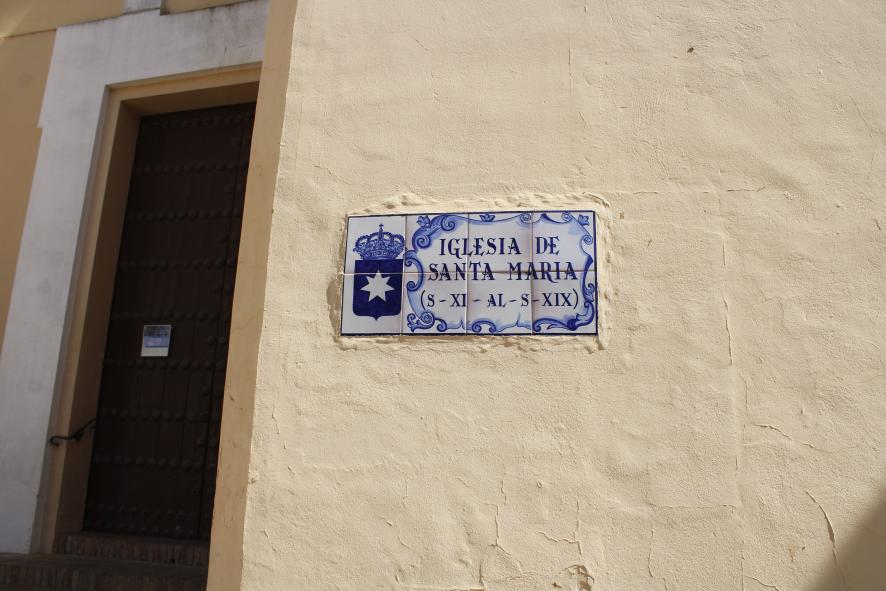 IGLESIA DE
SANTA MARIA
(S-XI-AL-S-XIX)